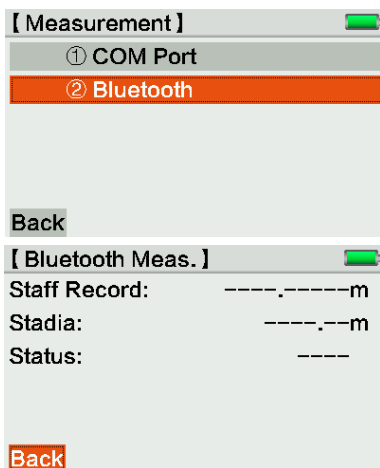 【Measurement】
① COM Port
② Bluetooth
Back
【Bluetooth Meas.】
Staff Record: ----.-----m
Stadia: ----.--m
Status: ----
Back